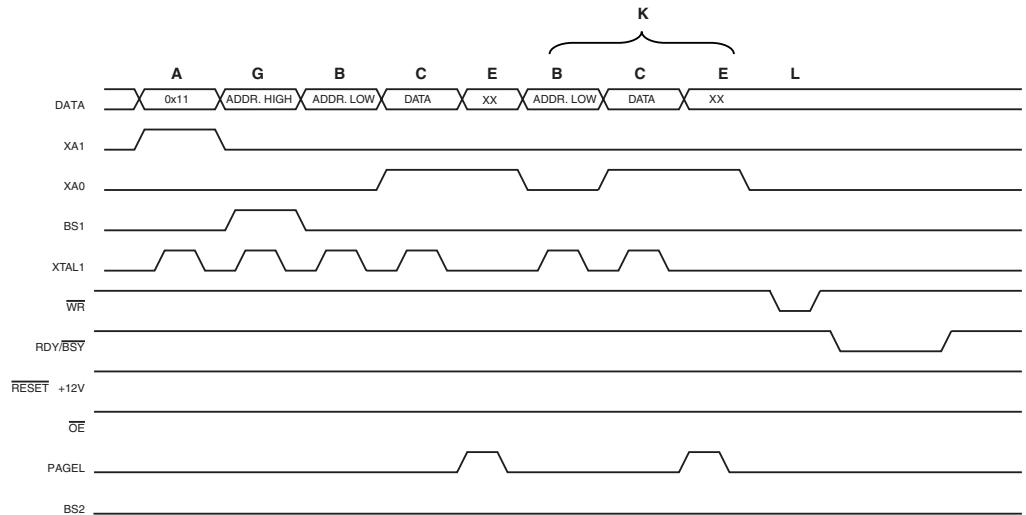 K
A G B C E B C E L
DATA 0x11 ADDR. HIGH ADDR. LOW DATA XX ADDR. LOW DATA XX
XA1
XA0
BS1
XTAL1
WR
RDY/BSY
RESET +12V
OE
PAGEL
BS2